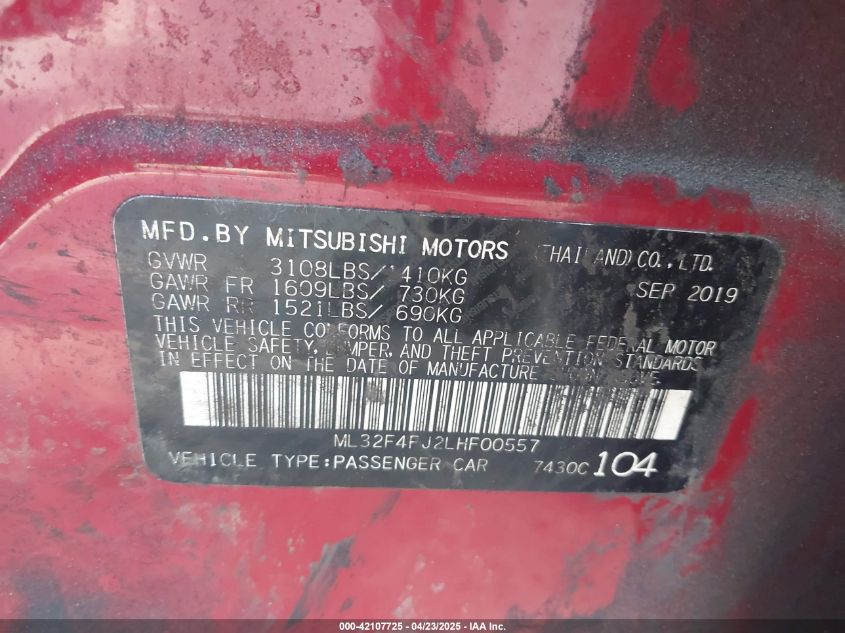 MFD.BY MITSUBISHI MOTORS (THAILAND)CO.,LTD.
GVWR 3108LBS/1410KG SEP 2019
GAWR FR 1609LBS/ 730KG
GAWR RR 1521LBS/ 690KG
THIS VEHICLE CONFORMS TO ALL APPLICABLE FEDERAL MOTOR
VEHICLE SAFETY, BUMPER, AND THEFT PREVENTION STANDARDS
IN EFFECT ON THE DATE OF MANUFACTURE
ML32F4FJ2LHF00557
VEHICLE TYPE:PASSENGER CAR 7430C 104
000-42107725 - 04/23/2025 - IAA Inc.